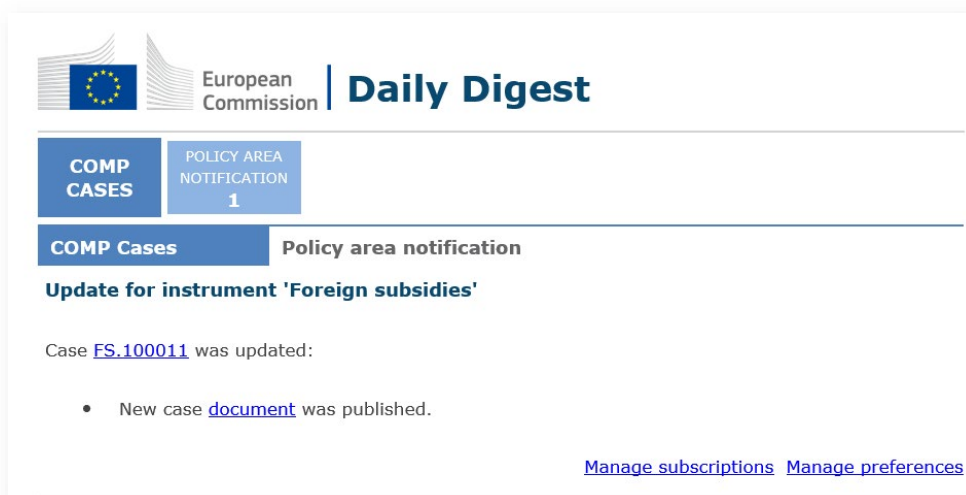 European
Commission
Daily Digest
COMP
CASES
POLICY AREA
NOTIFICATION
1
COMP Cases
Policy area notification
Update for instrument 'Foreign subsidies'
Case FS.100011 was updated:
• New case document was published.
Manage subscriptions Manage preferences